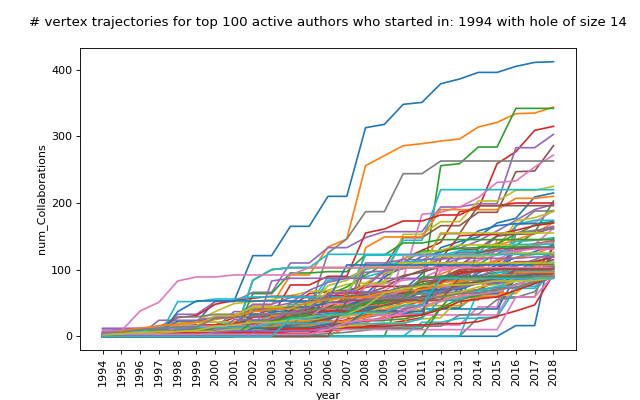 # vertex trajectories for top 100 active authors who started in: 1994 with hole of size 14
400
300
200
100
0
num_Collaborations
1994 1995 1996 1997 1998 1999 2000 2001 2002 2003 2004 2005 2006 2007 2008 2009 2010 2011 2012 2013 2014 2015 2016 2017 2018
year